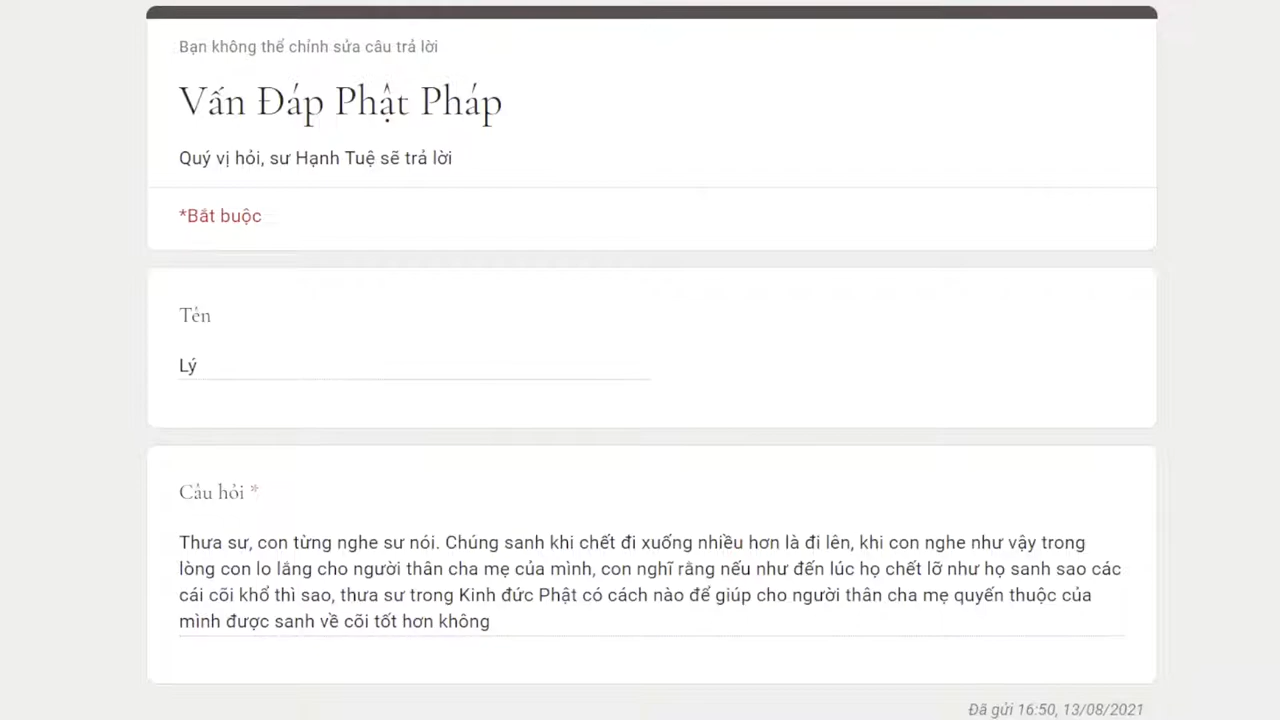 Bạn không thể chỉnh sửa câu trả lời
Vấn Đáp Phật Pháp
Quý vị hỏi, sư Hạnh Tuệ sẽ trả lời
*Bắt buộc
Tên
Lý
Câu hỏi *
Thưa sư, con từng nghe sư nói. Chúng sanh khi chết đi xuống nhiều hơn là đi lên, khi con nghe như vậy trong
lòng con lo lắng cho người thân cha mẹ của mình, con nghĩ rằng nếu như đến lúc họ chết lỡ như họ sanh sao các
cái cõi khổ thì sao, thưa sư trong Kinh đức Phật có cách nào để giúp cho người thân cha mẹ quyến thuộc của
mình được sanh về cõi tốt hơn không
Đã gửi 16:50, 13/08/2021